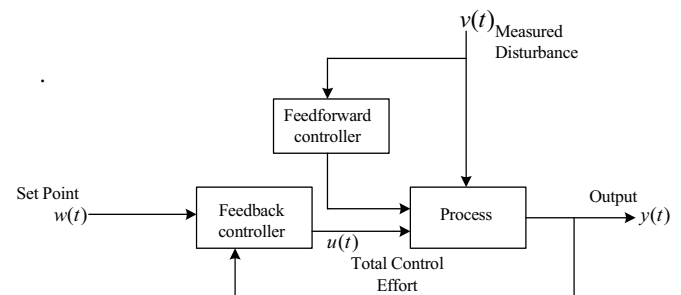 v(t) Measured
Disturbance
Feedforward
controller
Set Point
w(t)
Feedback
controller
u(t)
Total Control
Effort
Process
Output
y(t)